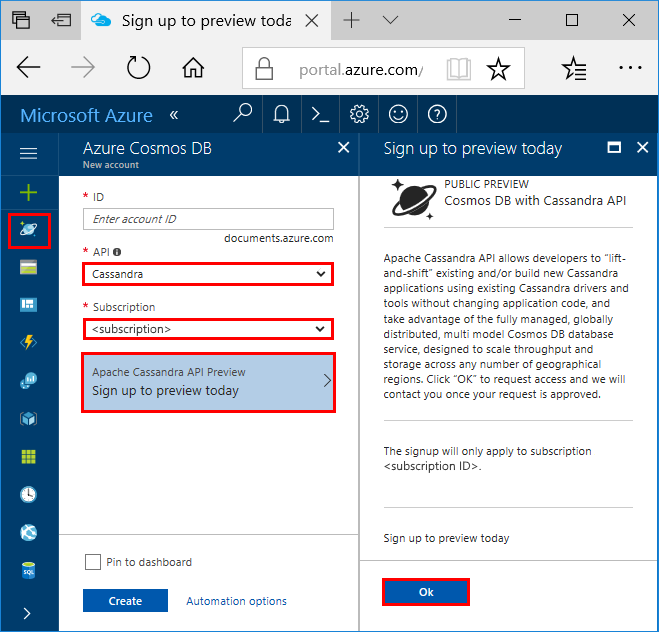 Sign up to preview toda
portal.azure.com/
Microsoft Azure «
Azure Cosmos DB
New account
* ID
Enter account ID
documents.azure.com
* API
Cassandra
* Subscription
<subscription>
Apache Cassandra API Preview
Sign up to preview today
Pin to dashboard
Create
Automation options
SQL
Sign up to preview today
PUBLIC PREVIEW
Cosmos DB with Cassandra API
Apache Cassandra API allows developers to "lift-
and-shift" existing and/or build new Cassandra
applications using existing Cassandra drivers and
tools without changing application code, and
take advantage of the fully managed, globally
distributed, multi model Cosmos DB database
service, designed to scale throughput and
storage across any number of geographical
regions. Click "OK" to request access and we will
contact you once your request is approved.
The signup will only apply to subscription
<subscription ID>.
Sign up to preview today
Ok